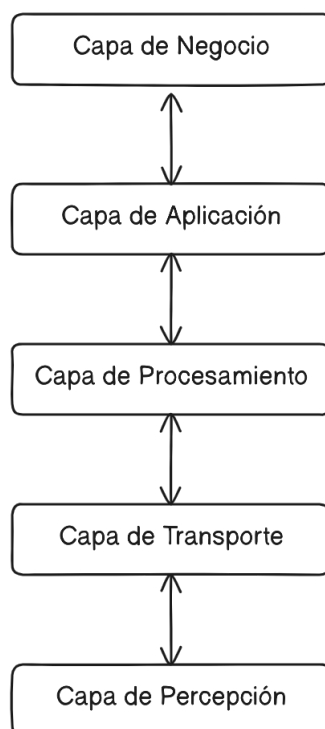 Capa de Negocio
Capa de Aplicación
Capa de Procesamiento
Capa de Transporte
Capa de Percepción